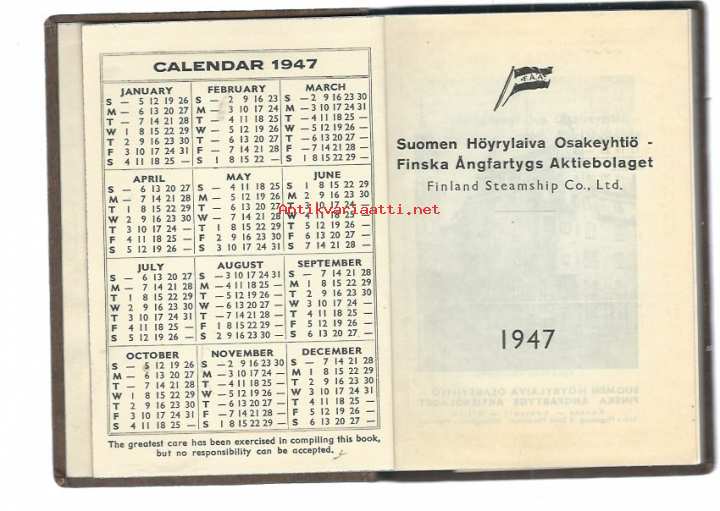 CALENDAR 1947
JANUARY FEBRUARY MARCH
S — 5 12 19 26 S — 2 9 16 23 S — 2 9 16 23 30
M — 6 13 20 27 M — 3 10 17 24 M — 3 10 17 24 31
T — 7 14 21 28 T — 4 11 18 25 T — 4 11 18 25 —
W 1 8 15 22 29 W — 5 12 19 26 W — 5 12 19 26 —
T 2 9 16 23 30 T — 6 13 20 27 T — 6 13 20 27 —
F 3 10 17 24 31 F — 7 14 21 28 F — 7 14 21 28 —
S 4 11 18 25 — S 1 8 15 22 — S 1 8 15 22 29 —
APRIL MAY JUNE
S — 6 13 20 27 S — 4 11 18 25 S 1 8 15 22 29
M — 7 14 21 28 M — 5 12 19 26 M 2 9 16 23 30
T 1 8 15 22 29 T — 6 13 20 27 T 3 10 17 24 —
W 2 9 16 23 30 W — 7 14 21 28 W 4 11 18 25 —
T 3 10 17 24 — T 1 8 15 22 29 T 5 12 19 26 —
F 4 11 18 25 — F 2 9 16 23 30 F 6 13 20 27 —
S 5 12 19 26 — S 3 10 17 24 31 S 7 14 21 28 —
JULY AUGUST SEPTEMBER
S — 6 13 20 27 S — 3 10 17 24 31 S — 7 14 21 28
M — 7 14 21 28 M — 4 11 18 25 — M 1 8 15 22 29
T 1 8 15 22 29 T — 5 12 19 26 — T 2 9 16 23 30
W 2 9 16 23 30 W — 6 13 20 27 — W 3 10 17 24 —
T 3 10 17 24 31 T — 7 14 21 28 — T 4 11 18 25 —
F 4 11 18 25 — F 1 8 15 22 29 — F 5 12 19 26 —
S 5 12 19 26 — S 2 9 16 23 30 — S 6 13 20 27 —
OCTOBER NOVEMBER DECEMBER
S — 5 12 19 26 S — 2 9 16 23 30 S — 7 14 21 28
M — 6 13 20 27 M — 3 10 17 24 — M 1 8 15 22 29
T — 7 14 21 28 T — 4 11 18 25 — T 2 9 16 23 30
W 1 8 15 22 29 W — 5 12 19 26 — W 3 10 17 24 31
T 2 9 16 23 30 T — 6 13 20 27 — T 4 11 18 25 —
F 3 10 17 24 31 F — 7 14 21 28 — F 5 12 19 26 —
S 4 11 18 25 — S 1 8 15 22 29 — S 6 13 20 27 —
The greatest care has been exercised in compiling this book,
but no responsibility can be accepted.
F.Å.A.
Suomen Höyrylaiva Osakeyhtiö -
Finska Ångfartygs Aktiebolaget
Finland Steamship Co., Ltd.
1947
Antikvariaatti.net